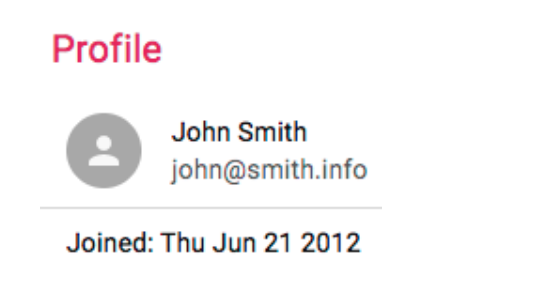 Profile
John Smith
john@smith.info
Joined: Thu Jun 21 2012